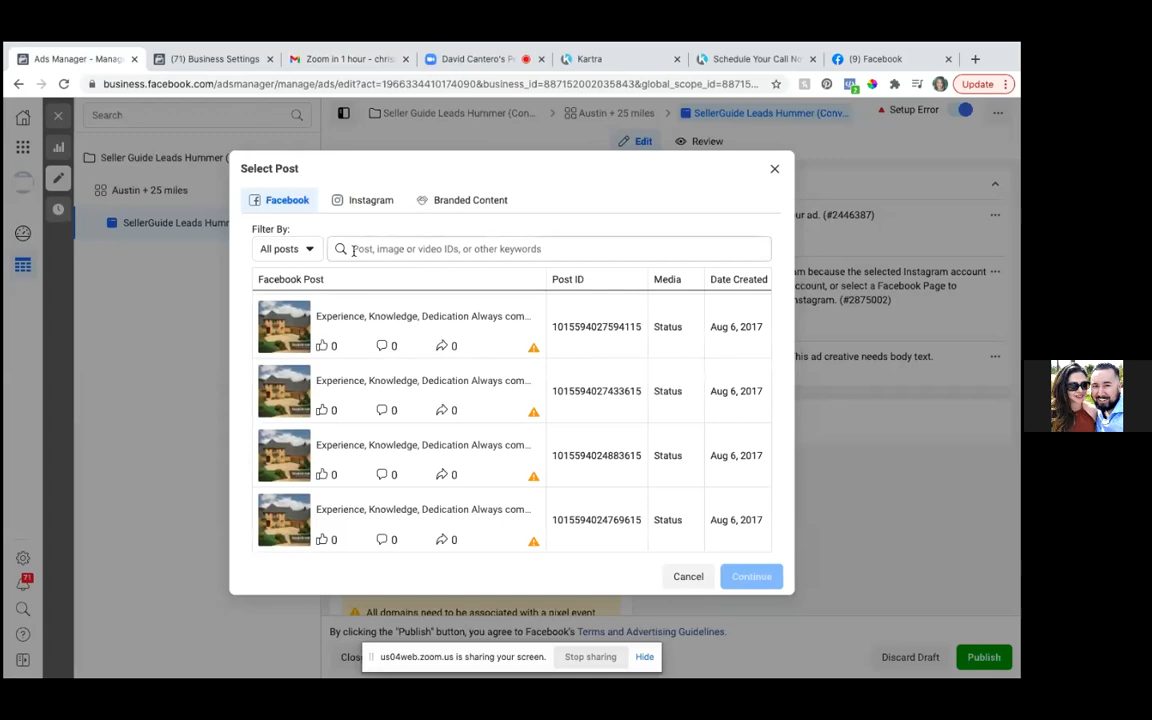 Ads Manager - Manag
(71) Business Settings
Zoom in 1 hour - chris
David Cantero's P
Kartra
Schedule Your Call No
(9) Facebook
business.facebook.com/adsmanager/manage/ads/edit?act=1966334410174090&business_id=887152002035843&global_scope_id=88715...
Update
Search
Seller Guide Leads Hummer (Con...
Austin + 25 miles
SellerGuide Leads Hummer (Conv...
Setup Error
Edit
Review
Seller Guide Leads Hummer (
Austin + 25 miles
SellerGuide Leads Humm
ur ad. (#2446387)
m because the selected Instagram account
ccount, or select a Facebook Page to
nstagram. (#2875002)
his ad creative needs body text.
Select Post
Facebook
Instagram
Branded Content
Filter By:
All posts
Post, image or video IDs, or other keywords
Facebook Post
Post ID
Media
Date Created
Experience, Knowledge, Dedication Always com...
0 0 0
1015594027594115
Status
Aug 6, 2017
Experience, Knowledge, Dedication Always com...
0 0 0
1015594027433615
Status
Aug 6, 2017
Experience, Knowledge, Dedication Always com...
0 0 0
1015594024883615
Status
Aug 6, 2017
Experience, Knowledge, Dedication Always com...
0 0 0
1015594024769615
Status
Aug 6, 2017
Cancel
Continue
71
All domains need to be associated with a pixel event
By clicking the "Publish" button, you agree to Facebook's Terms and Advertising Guidelines.
Clos
us04web.zoom.us is sharing your screen.
Stop sharing
Hide
Discard Draft
Publish